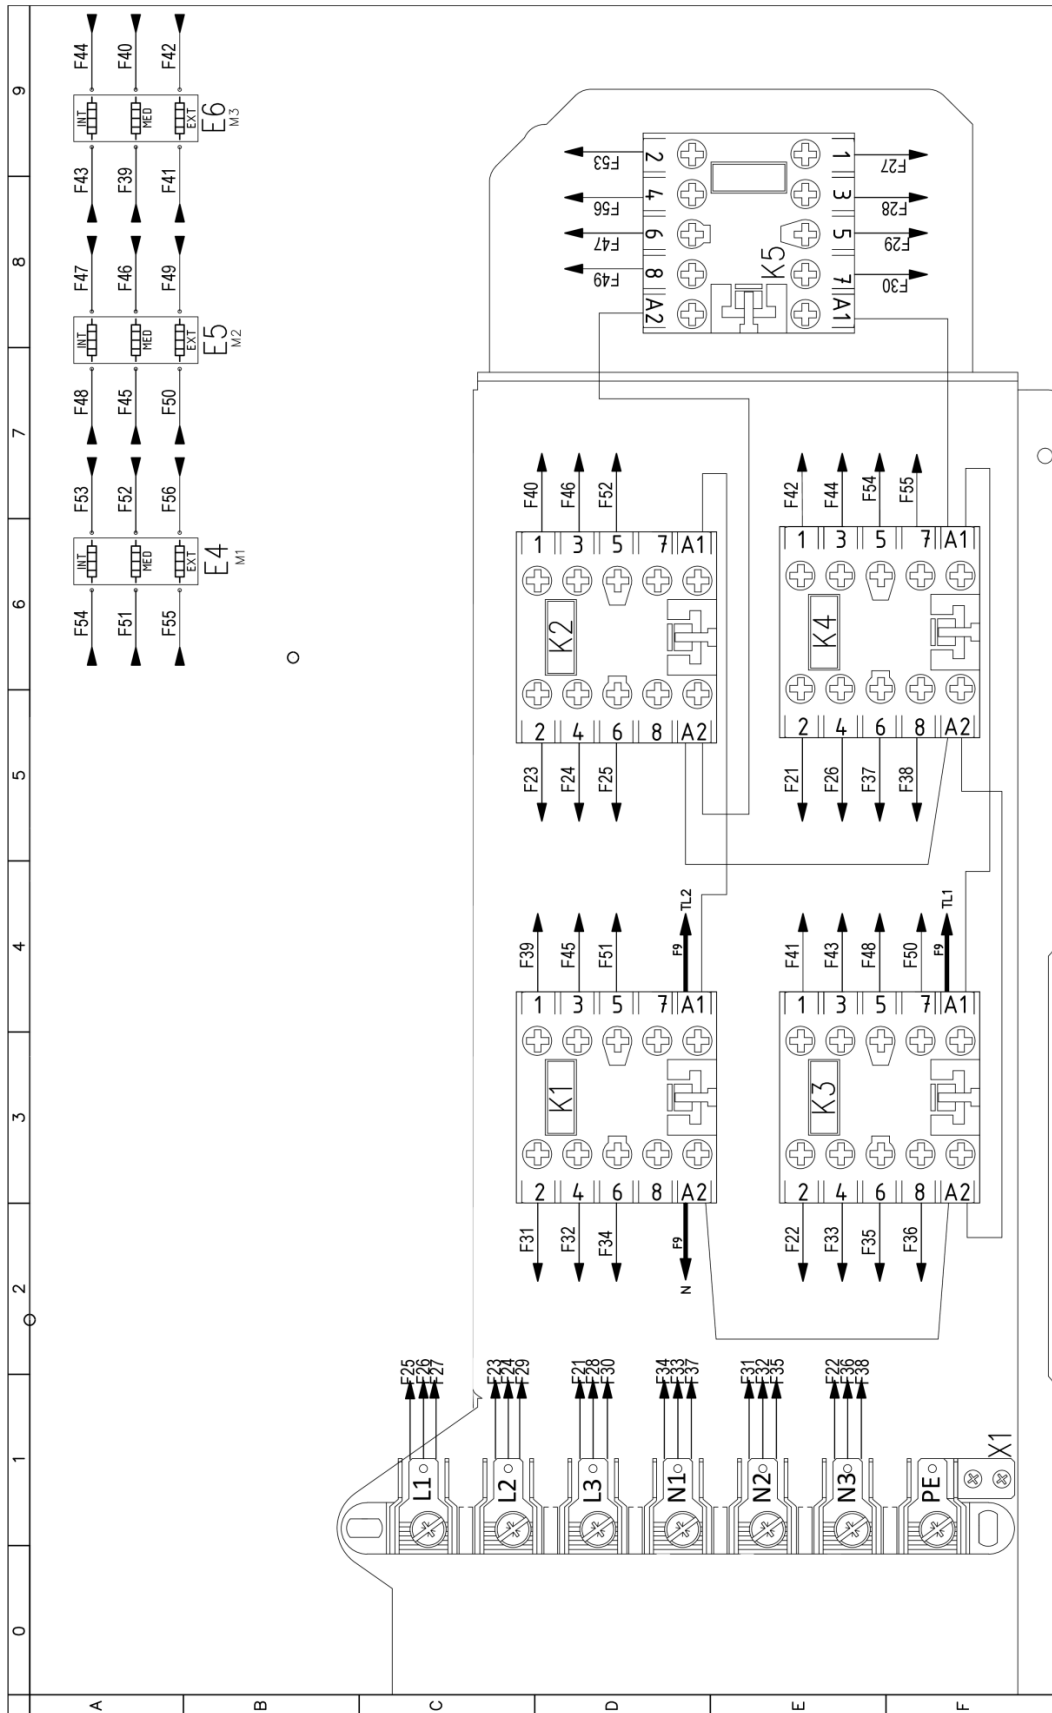 F44 F40 F42
9
INT MED EXT
E6
M3
F43 F39 F41
F47 F46 F49
8
INT MED EXT
E5
M2
F48 F45 F50
7
F53 F52 F56
INT MED EXT
E4
M1
6
F54 F51 F55
F53 F56 F47 F49
2 4 6 8 A2
K5
1 3 5 7 A1
F27 F28 F29 F30
F40 F46 F52
1 3 5 7 A1
K2
2 4 6 8 A2
F23 F24 F25
F42 F44 F54 F55
1 3 5 7 A1
K4
2 4 6 8 A2
F21 F26 F37 F38
5
4
F39 F45 F51 F9 TL2
1 3 5 7 A1
K1
2 4 6 8 A2
F31 F32 F34 F9 N
F41 F43 F48 F50 F9 TL1
1 3 5 7 A1
K3
2 4 6 8 A2
F22 F33 F35 F36
3
2
F25 F26 F27
F23 F24 F29
F21 F28 F30
F34 F33 F37
F31 F32 F35
F22 F36 F38
1
L1 L2 L3 N1 N2 N3 PE
X1
0
A B C D E F